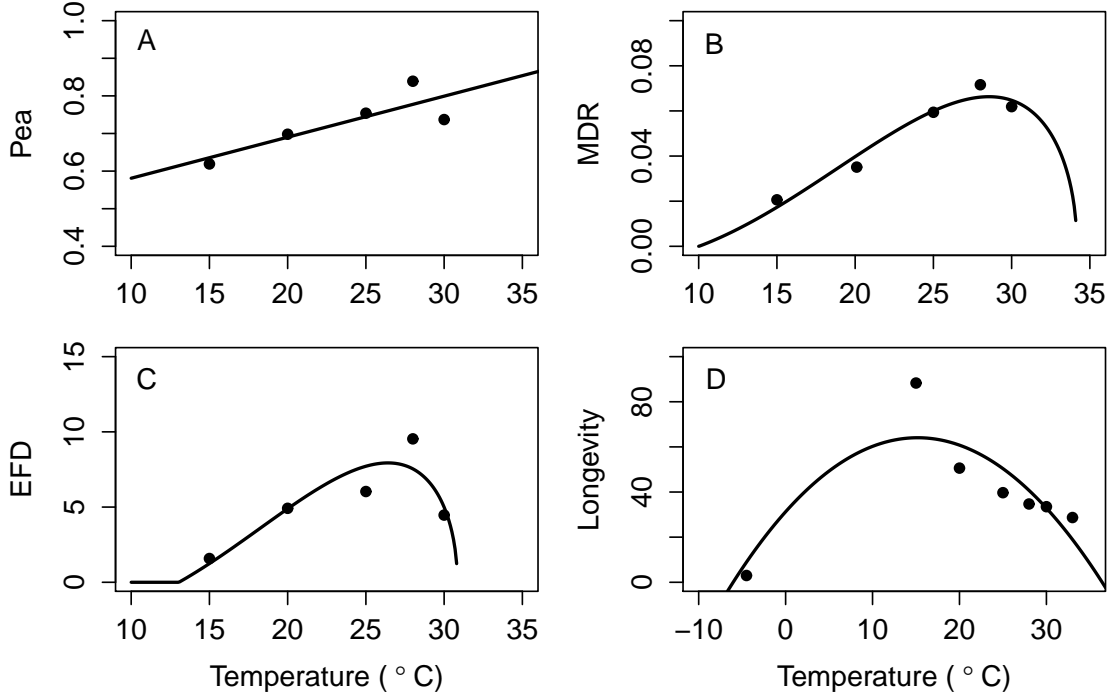 A
Pea
0.4 0.6 0.8 1.0
10 15 20 25 30 35
B
MDR
0.00 0.04 0.08
10 15 20 25 30 35
C
EFD
0 5 10 15
10 15 20 25 30 35
Temperature ( ° C)
D
Longevity
0 40 80
−10 0 10 20 30
Temperature ( ° C)